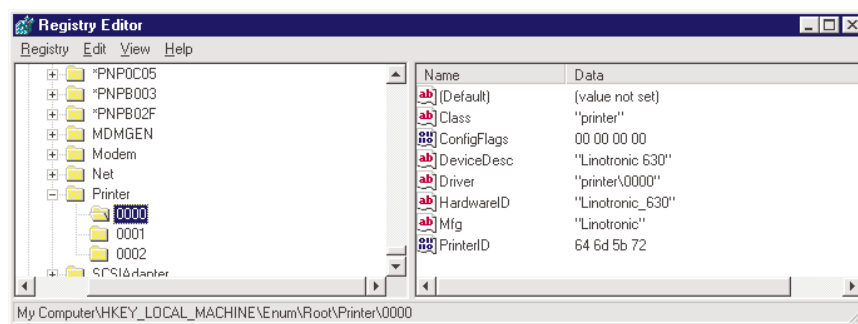 Registry Editor
Registry Edit View Help
*PNP0C05
*PNPB003
*PNPB02F
MDMGEN
Modem
Net
Printer
0000
0001
0002
SCSIAdapter
Name Data
(Default) (value not set)
Class "printer"
ConfigFlags 00 00 00 00
DeviceDesc "Linotronic 630"
Driver "printer\0000"
HardwareID "Linotronic_630"
Mfg "Linotronic"
PrinterID 64 6d 5b 72
My Computer\HKEY_LOCAL_MACHINE\Enum\Root\Printer\0000